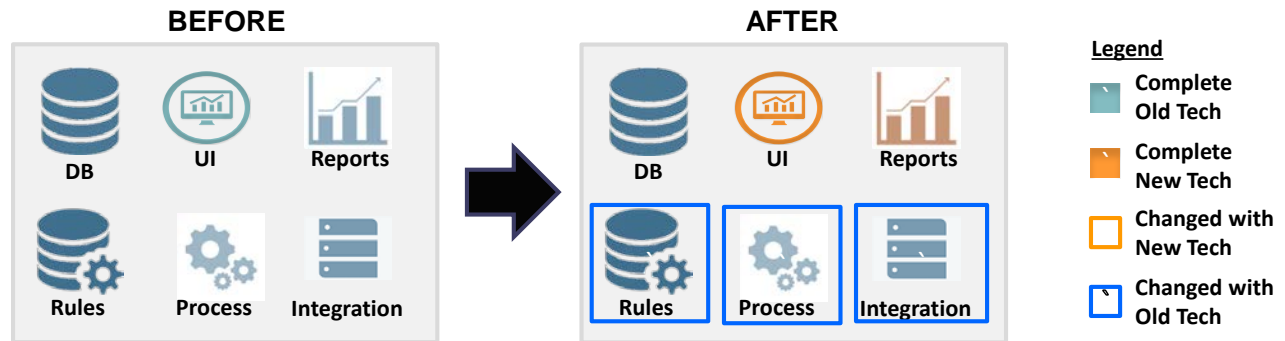 BEFORE
AFTER
DB
UI
Reports
Rules
Process
Integration
DB
UI
Reports
Rules
Process
Integration
Legend
Complete
Old Tech
Complete
New Tech
Changed with
New Tech
Changed with
Old Tech